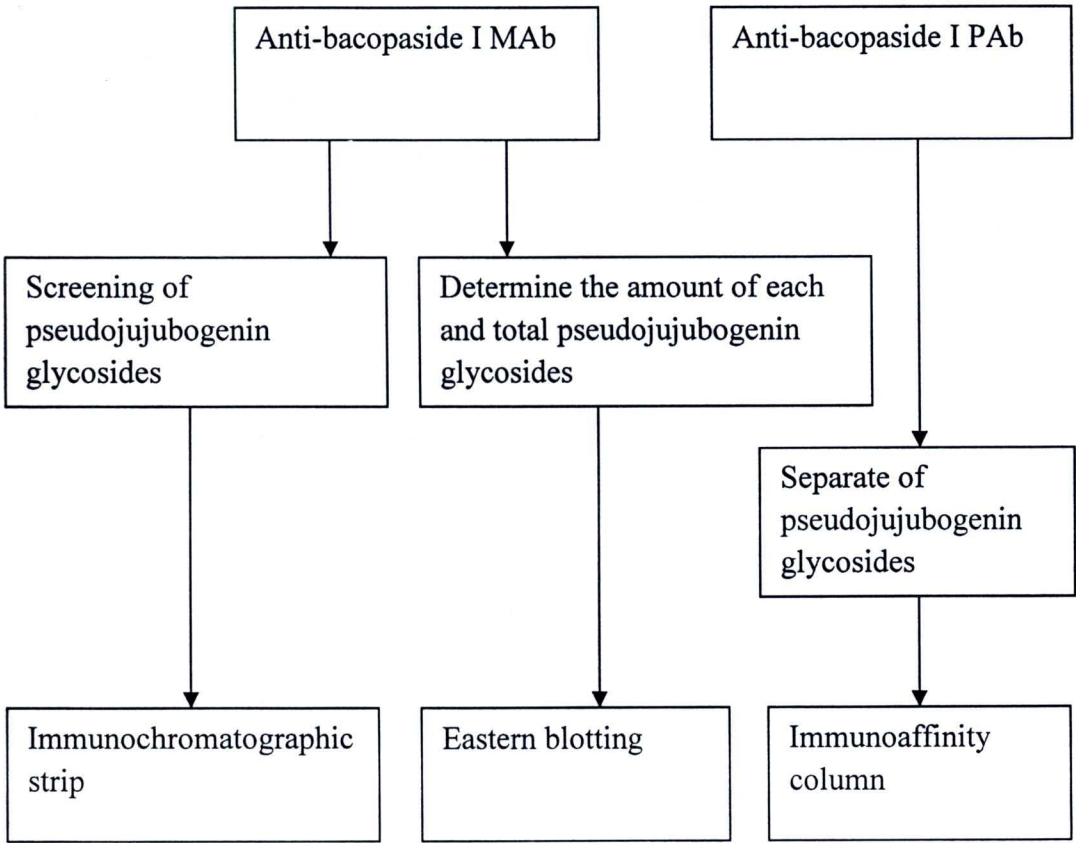 Anti-bacopaside I MAb
Anti-bacopaside I PAb
Screening of
pseudojujubogenin
glycosides
Determine the amount of each
and total pseudojujubogenin
glycosides
Separate of
pseudojujubogenin
glycosides
Immunochromatographic
strip
Eastern blotting
Immunoaffinity
column